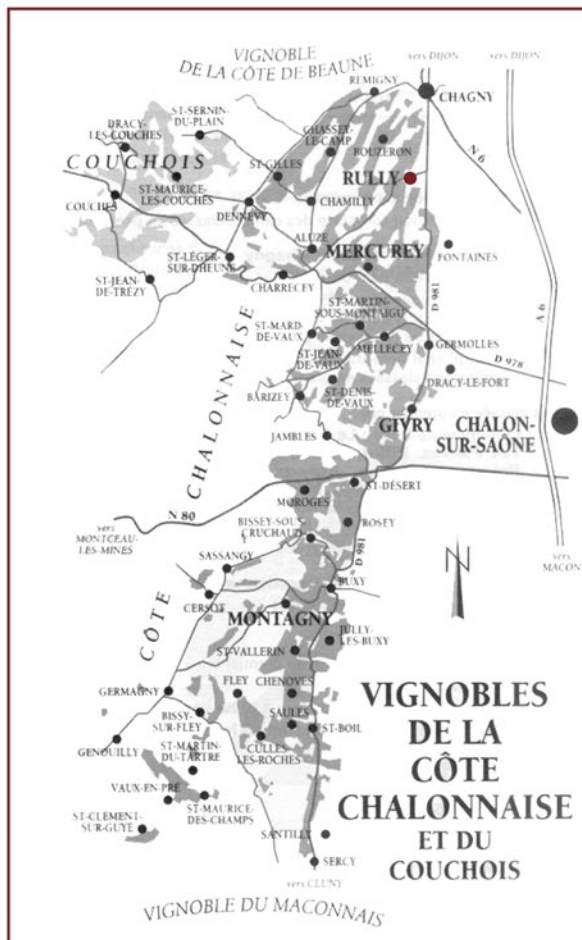 VIGNOBLE
DE LA CÔTE DE BEAUNE
vers DIJON
vers DIJON
REMIGNY
CHAGNY
ST-SERNIN-
DU-PLAIN
DRACY-
LES-COUCHES
CHASSEY-
LE-CAMP
BOUZERON
N 6
COUCHOIS
ST-GILLES
RULLY
ST-MAURICE-
LES-COUCHES
COUCHES
DENNEVY
CHAMILLY
ALUZE
MERCUREY
FONTAINES
ST-LÉGER-
SUR-DHEUNE
ST-JEAN-
DE-TRÉZY
CHARRECEY
D 981
A 6
ST-MARTIN-
SOUS-MONTAIGU
ST-MARD-
DE-VAUX
MELLECEY
GERMOLLES
ST-JEAN-
DE-VAUX
D 978
DRACY-LE-FORT
ST-DENIS-
DE-VAUX
BARIZEY
GIVRY
CHALON-
SUR-SAÔNE
JAMBLES
CÔTE CHALONNAISE
ST-DÉSERT
MOROGES
N 80
vers
MONTCEAU-
LES-MINES
BISSEY-SOUS-
CRUCHAUD
ROSEY
D 981
N
vers
MACON
SASSANGY
BUXY
CERSOT
MONTAGNY
JULLY-
LES-BUXY
ST-VALLERIN
GERMAGNY
FLEY
CHENOVES
BISSY-
SUR-FLEY
SAULES
ST-BOIL
GENOUILLY
CULLES-
LES-ROCHES
ST-MARTIN-
DU-TARTRE
VAUX-EN-PRÉ
ST-MAURICE-
DES-CHAMPS
ST-CLEMENT-
SUR-GUYE
SANTILLY
SERCY
vers CLUNY
VIGNOBLE DU MACONNAIS
VIGNOBLES
DE LA
CÔTE
CHALONNAISE
ET DU
COUCHOIS